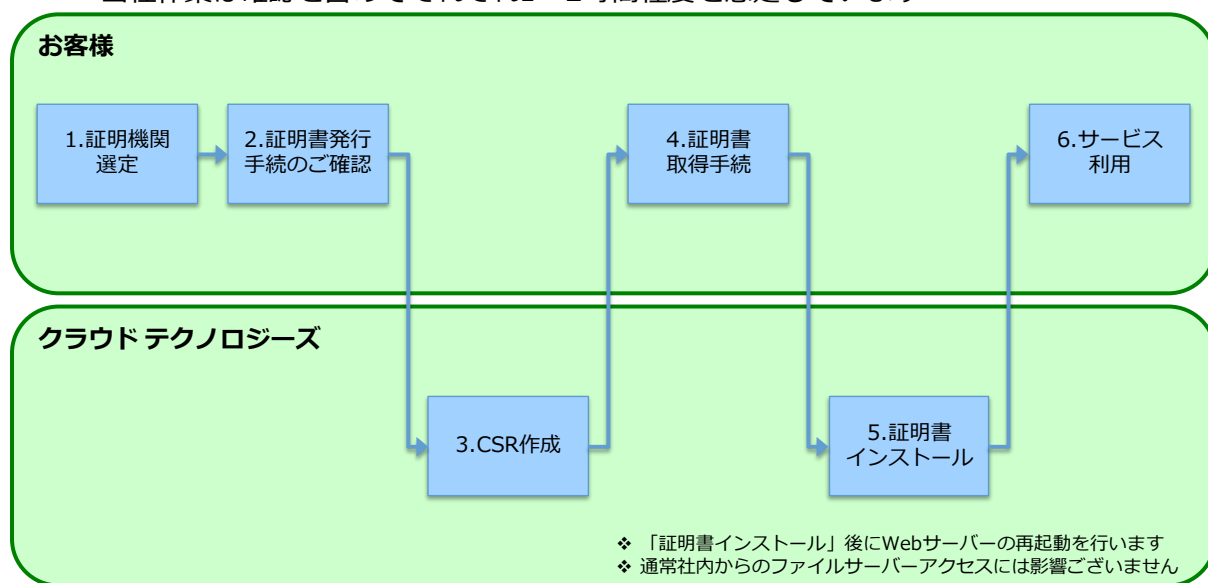 お客様
1.証明機関
選定
2.証明書発行
手続のご確認
4.証明書
取得手続
6.サービス
利用
クラウド テクノロジーズ
3.CSR作成
5.証明書
インストール
❖ 「証明書インストール」後にWebサーバーの再起動を行います
❖ 通常社内からのファイルサーバーアクセスには影響ございません